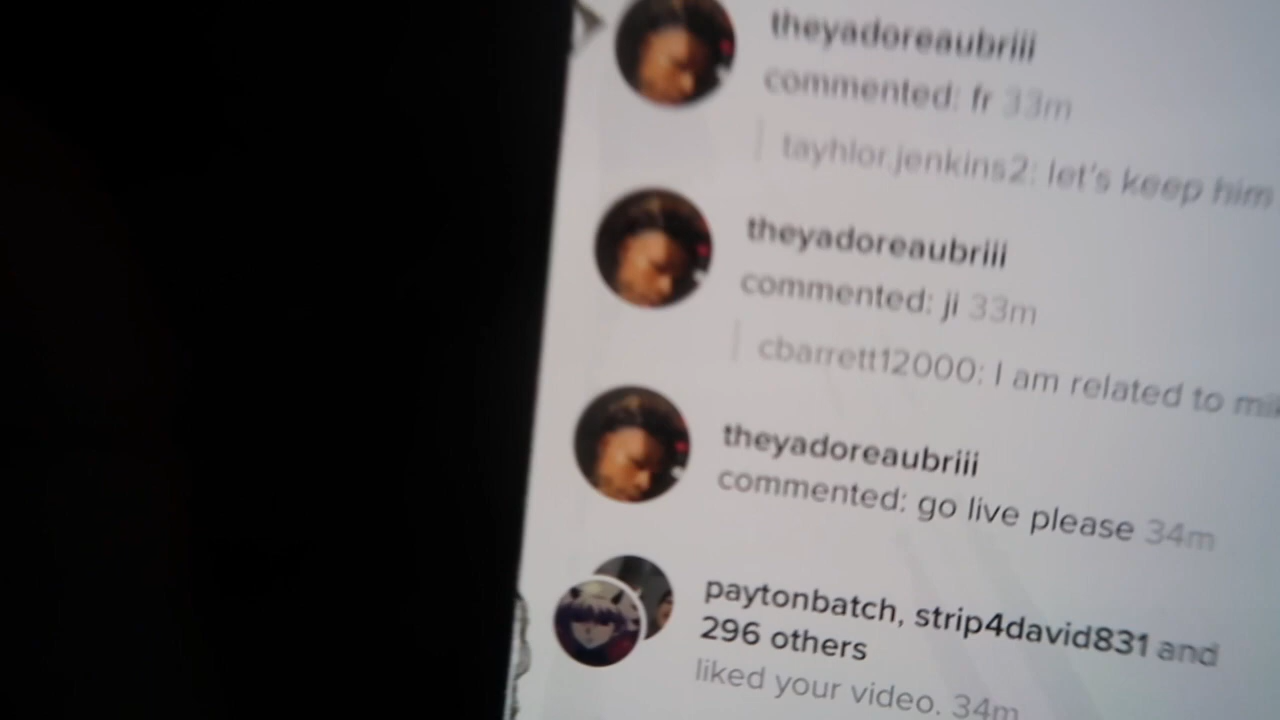 theyadoreaubriii
commented: fr 33m
tayhlor.jenkins2: let's keep him
theyadoreaubriii
commented: ji 33m
cbarrett12000: I am related to
theyadoreaubriii
commented: go live please 34m
paytonbatch, strip4david831 and
296 others
liked your video. 34m